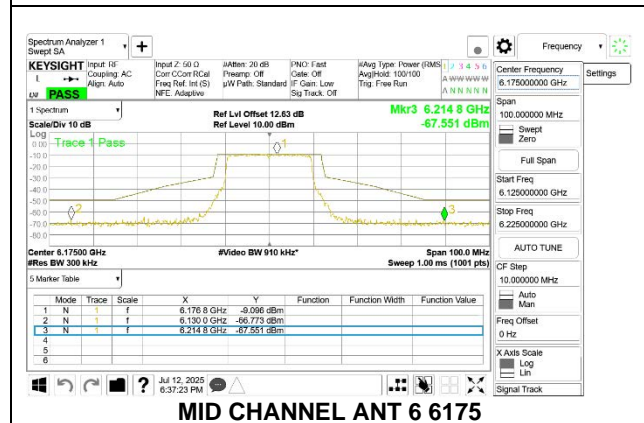 Spectrum Analyzer 1
Swept SA
Frequency
KEYSIGHT
Input: RF
Coupling: AC
Align: Auto
Input Z: 50 Ω
Corr CCorr RCal
Freq Ref: Int (S)
NFE: Adaptive
#Atten: 20 dB
Preamp: Off
µW Path: Standard
PNO: Fast
Gate: Off
IF Gain: Low
Sig Track: Off
#Avg Type: Power (RMS
Avg|Hold: 100/100
Trig: Free Run
1 2 3 4 5 6
A W W W W W
A N N N N N
L
PASS
1 Spectrum
Scale/Div 10 dB
Ref Lvl Offset 12.63 dB
Ref Level 10.00 dBm
Mkr3 6.214 8 GHz
-67.551 dBm
Log
Trace 1 Pass
0.00
-10.0
-20.0
-30.0
-40.0
-50.0
-60.0
-70.0
-80.0
1
2
3
Center 6.17500 GHz
#Res BW 300 kHz
#Video BW 910 kHz*
Span 100.0 MHz
Sweep 1.00 ms (1001 pts)
5 Marker Table
Mode Trace Scale X Y Function Function Width Function Value
1 N 1 f 6.176 8 GHz -9.096 dBm
2 N 1 f 6.130 0 GHz -66.773 dBm
3 N 1 f 6.214 8 GHz -67.551 dBm
4
5
6
Center Frequency
6.175000000 GHz
Settings
Span
100.000000 MHz
Swept
Zero
Full Span
Start Freq
6.125000000 GHz
Stop Freq
6.225000000 GHz
AUTO TUNE
CF Step
10.000000 MHz
Auto
Man
Freq Offset
0 Hz
X Axis Scale
Log
Lin
Signal Track
Jul 12, 2025
6:37:23 PM
MID CHANNEL ANT 6 6175